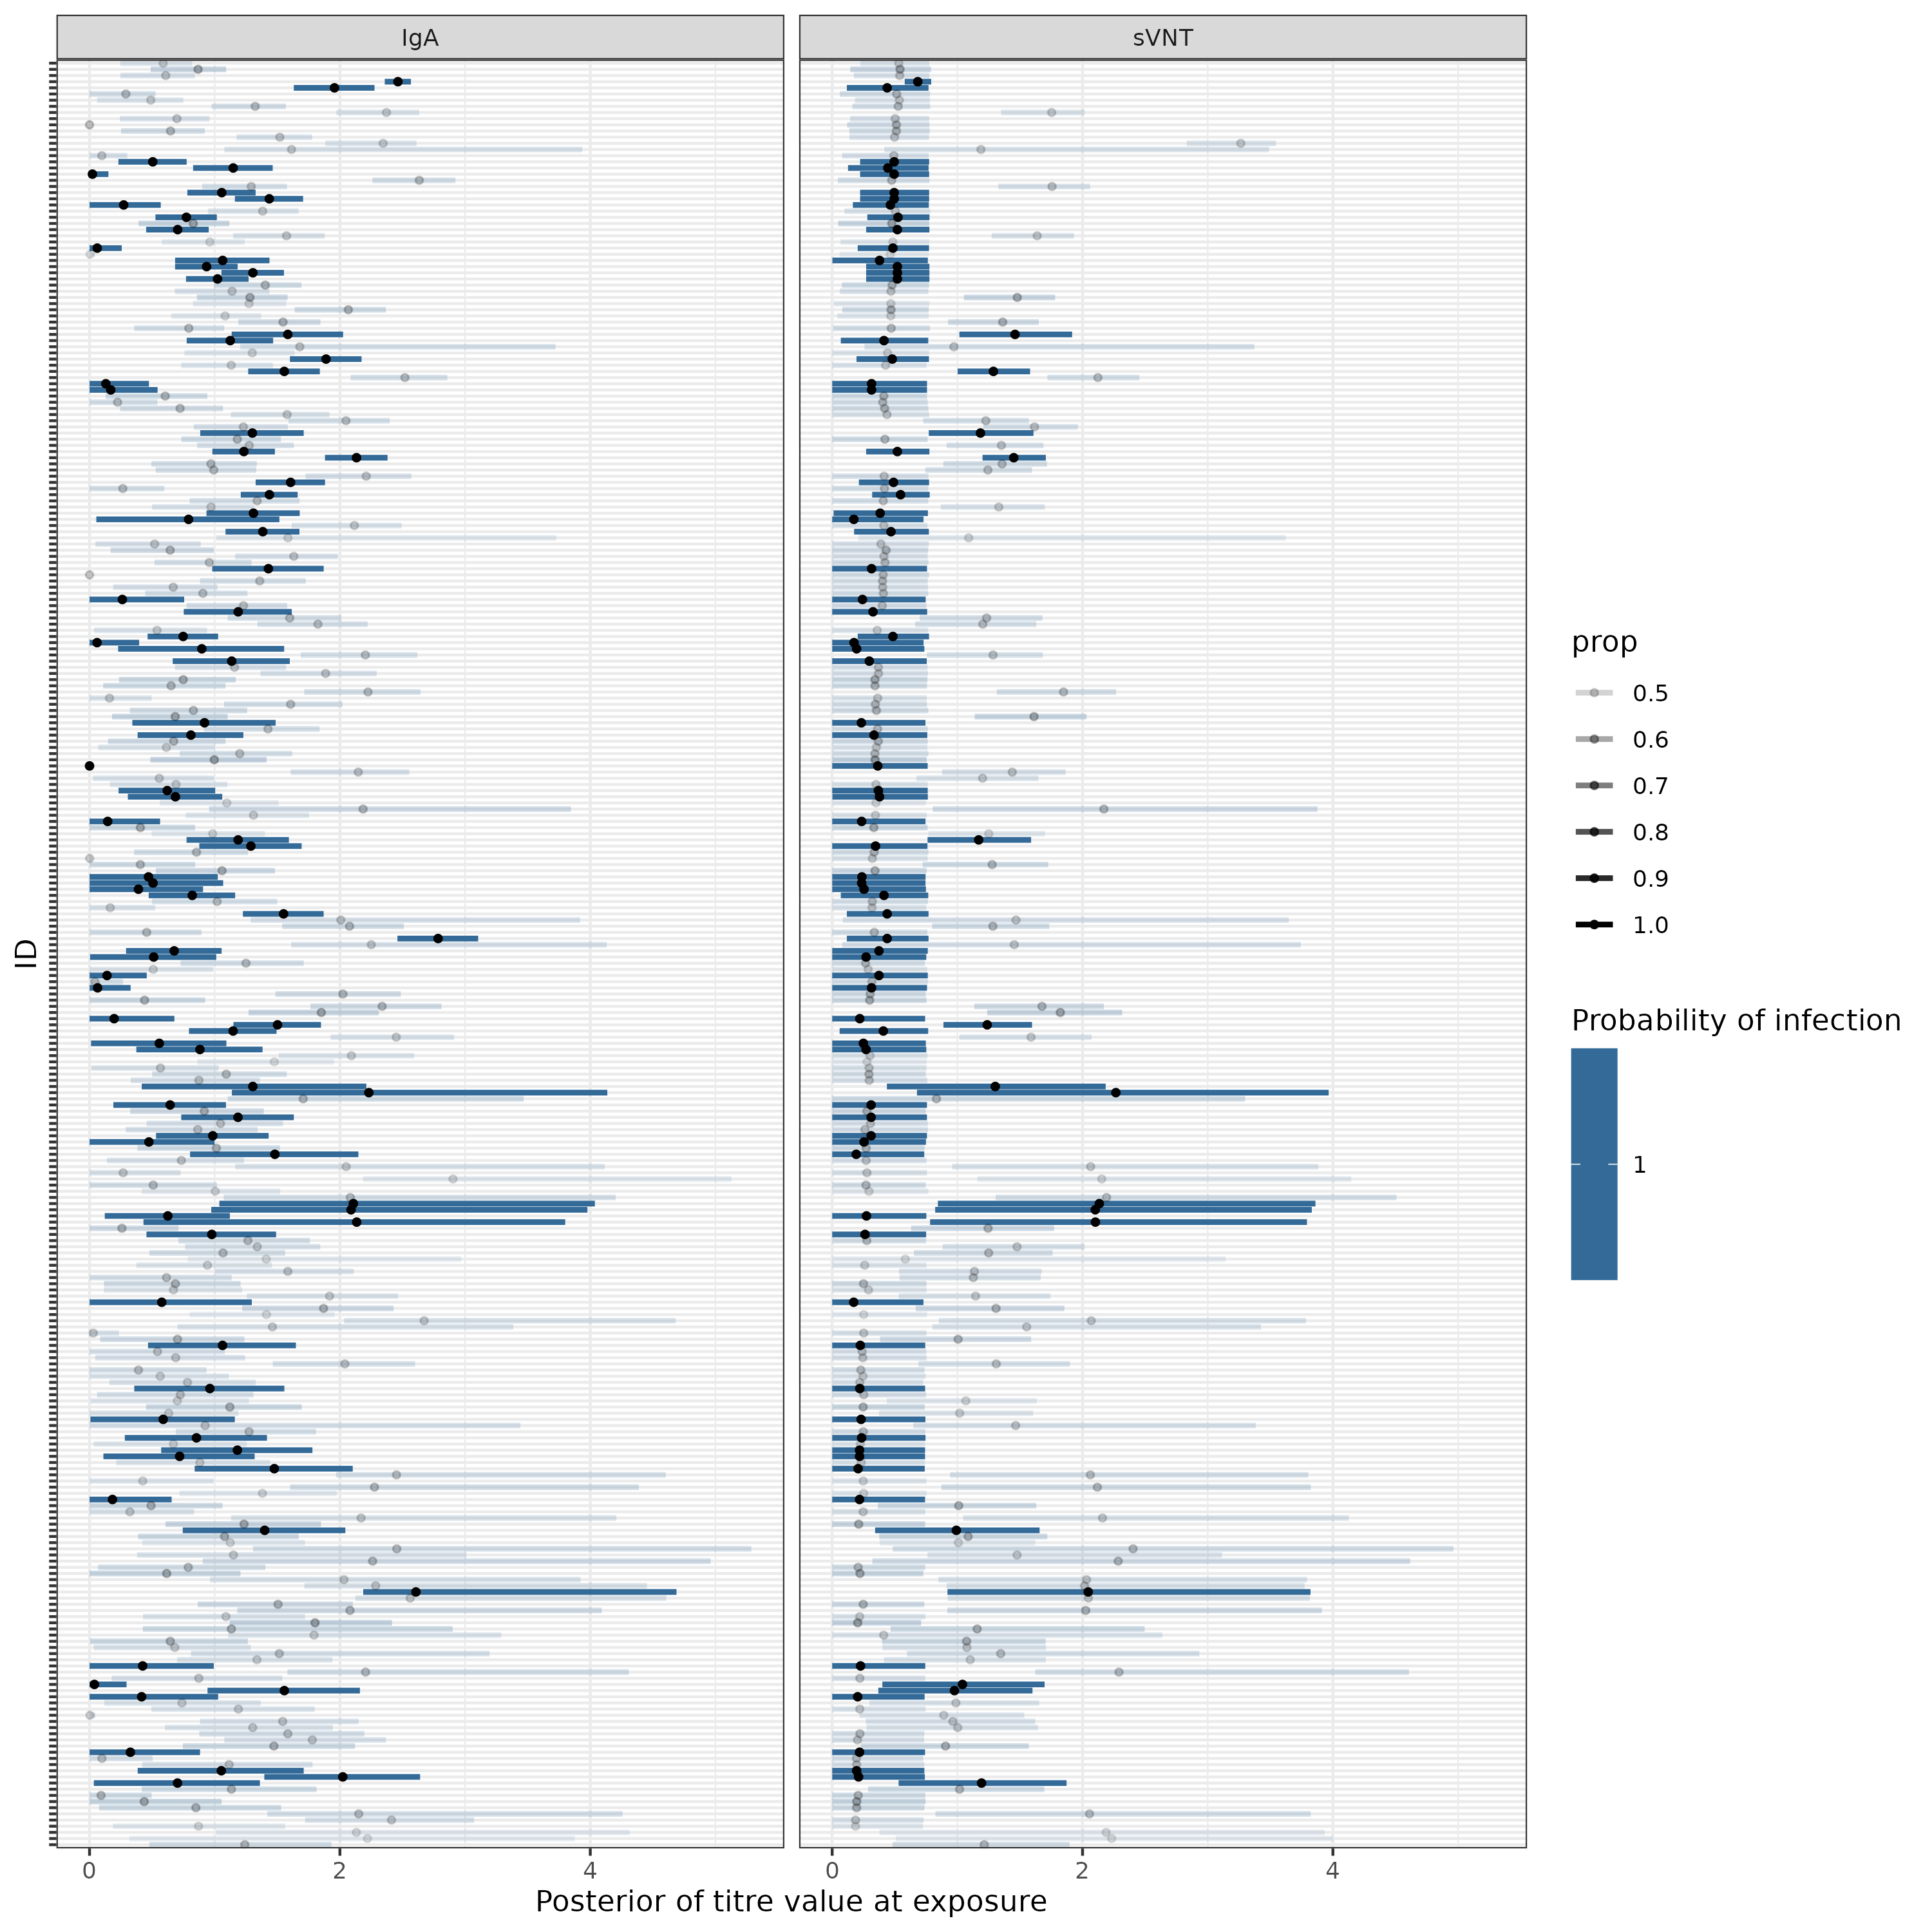 IgA
sVNT
ID
0
2
4
0
2
4
Posterior of titre value at exposure
prop
0.5
0.6
0.7
0.8
0.9
1.0
Probability of infection
1